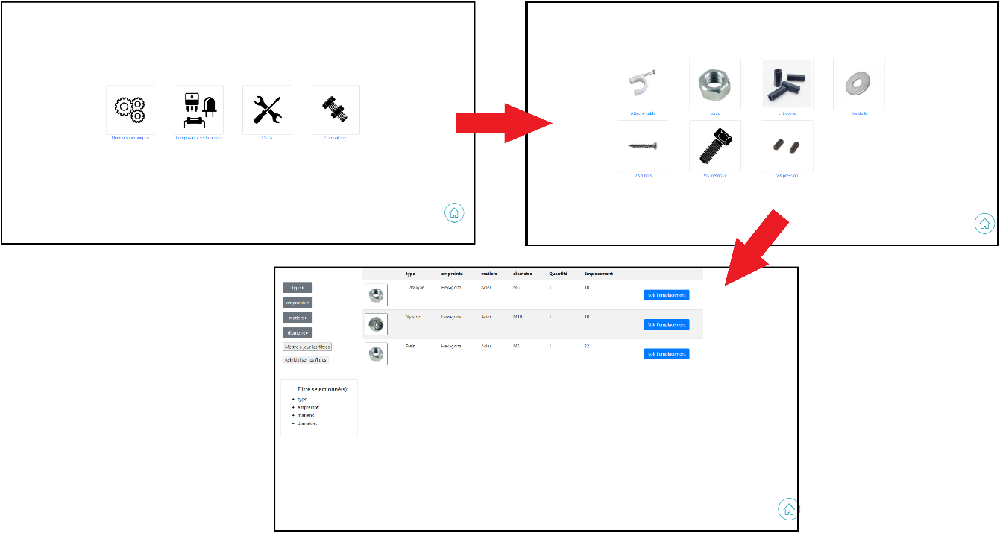 Elements mecaniques
Composants electroniques
Outils
Quincaillerie
Attache cable
Ecrou
Entretoise
Rondelle
Vis à bois
Vis métrique
Vis pression
type empreinte matiere diametre Quantité Emplacement
type
empreinte
matiere
diametre
Mettre a jour les filtres
Réinitialiser les filtres
Classique Hexagonal Acier M6 1 10 Voir l'emplacement
Nylstop Hexagonal Acier M10 1 10 Voir l'emplacement
Frein Hexagonal Acier M5 1 22 Voir l'emplacement
Filtre selectionné(s):
type:
empreinte:
matiere:
diametre: